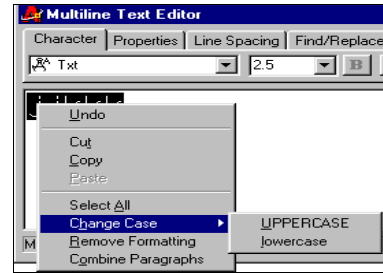 Multiline Text Editor
Character Properties Line Spacing Find/Replace
Txt 2.5 B
Undo
Cut
Copy
Paste
Select All
Change Case UPPERCASE
Remove Formatting lowercase
Combine Paragraphs